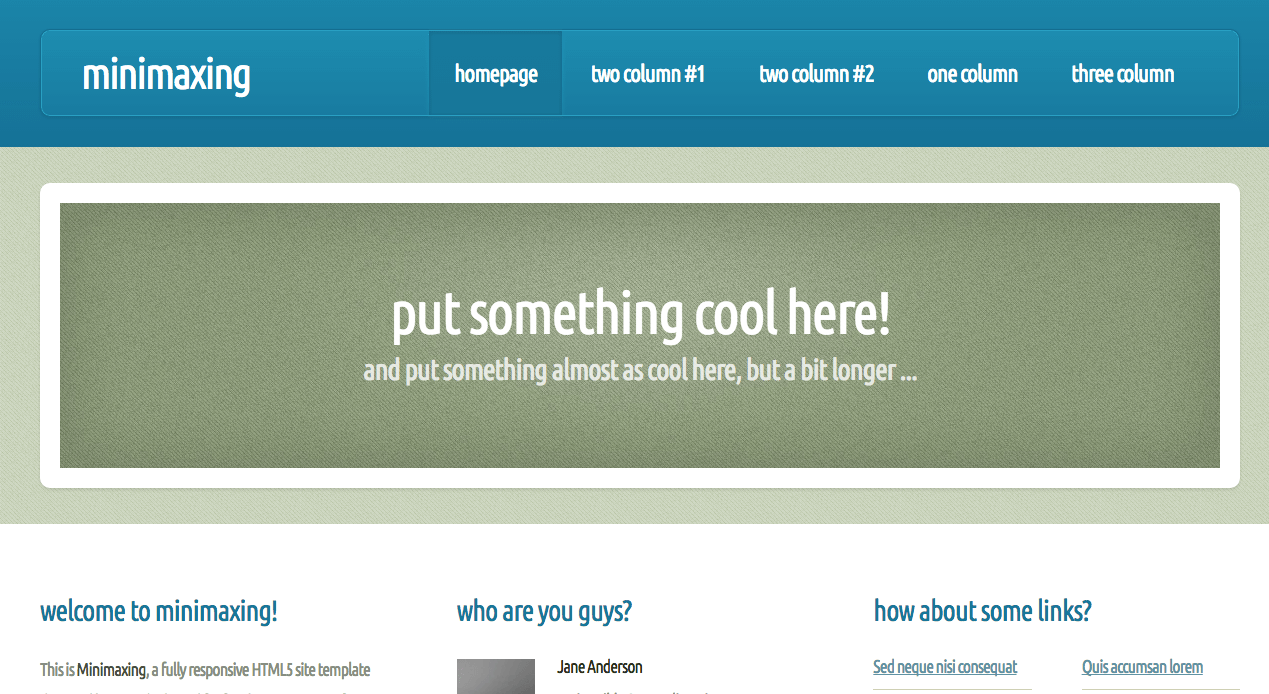 minimaxing
homepage
two column #1
two column #2
one column
three column
put something cool here!
and put something almost as cool here, but a bit longer ...
welcome to minimaxing!
This is Minimaxing, a fully responsive HTML5 site template
who are you guys?
Jane Anderson
how about some links?
Sed neque nisi consequat
Quis accumsan lorem